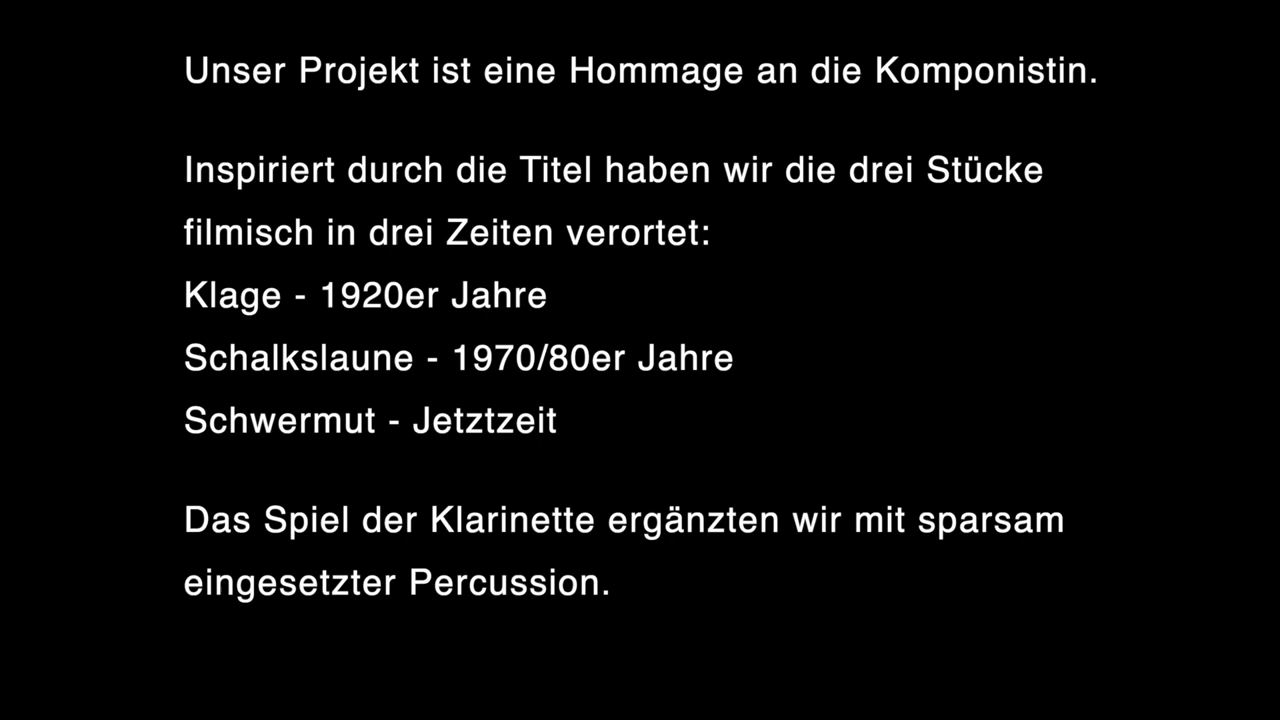 Unser Projekt ist eine Hommage an die Komponistin.
Inspiriert durch die Titel haben wir die drei Stücke
filmisch in drei Zeiten verortet:
Klage - 1920er Jahre
Schalkslaune - 1970/80er Jahre
Schwermut - Jetztzeit
Das Spiel der Klarinette ergänzten wir mit sparsam
eingesetzter Percussion.